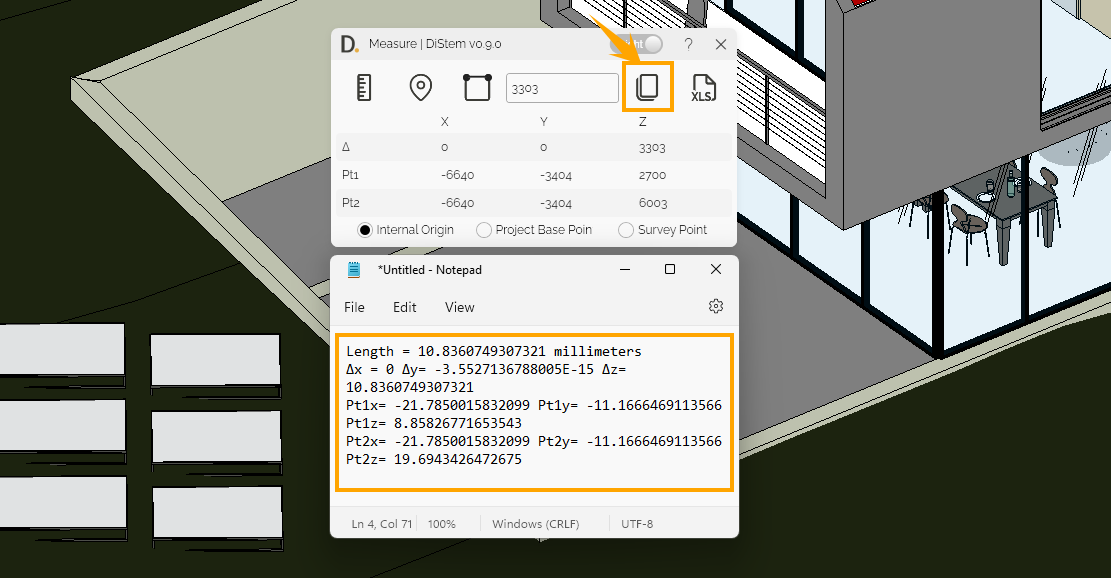 D. Measure | DiStem v0.9.0 ?
3303 XLS
X Y Z
Δ 0 0 3303
Pt1 -6640 -3404 2700
Pt2 -6640 -3404 6003
Internal Origin Project Base Poin Survey Point
*Untitled - Notepad
File Edit View
Length = 10.8360749307321 millimeters
Δx = 0 Δy= -3.5527136788005E-15 Δz=
10.8360749307321
Pt1x= -21.7850015832099 Pt1y= -11.1666469113566
Pt1z= 8.85826771653543
Pt2x= -21.7850015832099 Pt2y= -11.1666469113566
Pt2z= 19.6943426472675
Ln 4, Col 71 100% Windows (CRLF) UTF-8